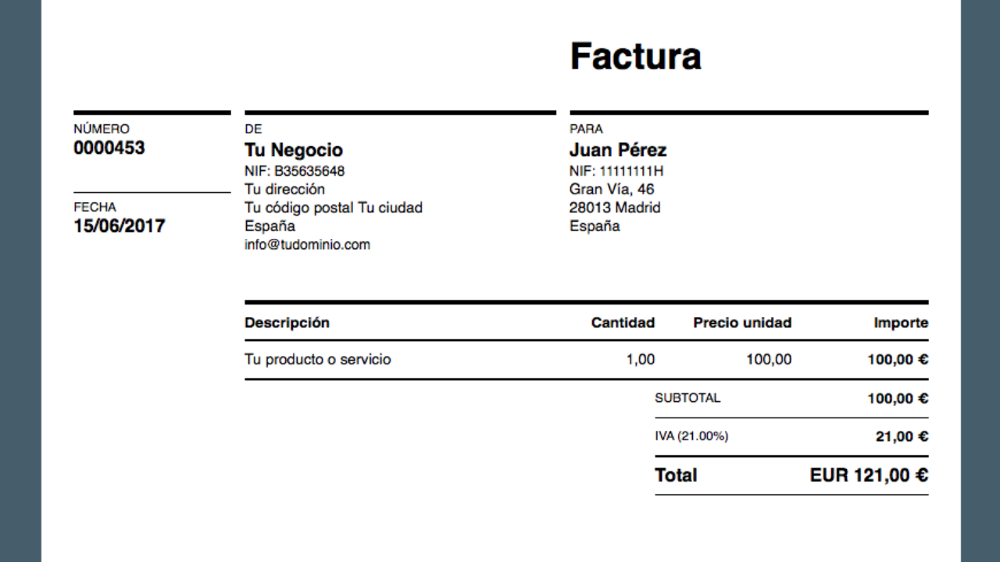 Factura
NÚMERO
0000453
FECHA
15/06/2017
DE
Tu Negocio
NIF: B35635648
Tu dirección
Tu código postal Tu ciudad
España
info@tudominio.com
PARA
Juan Pérez
NIF: 11111111H
Gran Vía, 46
28013 Madrid
España
Descripción Cantidad Precio unidad Importe
Tu producto o servicio 1,00 100,00 100,00 €
SUBTOTAL 100,00 €
IVA (21.00%) 21,00 €
Total EUR 121,00 €